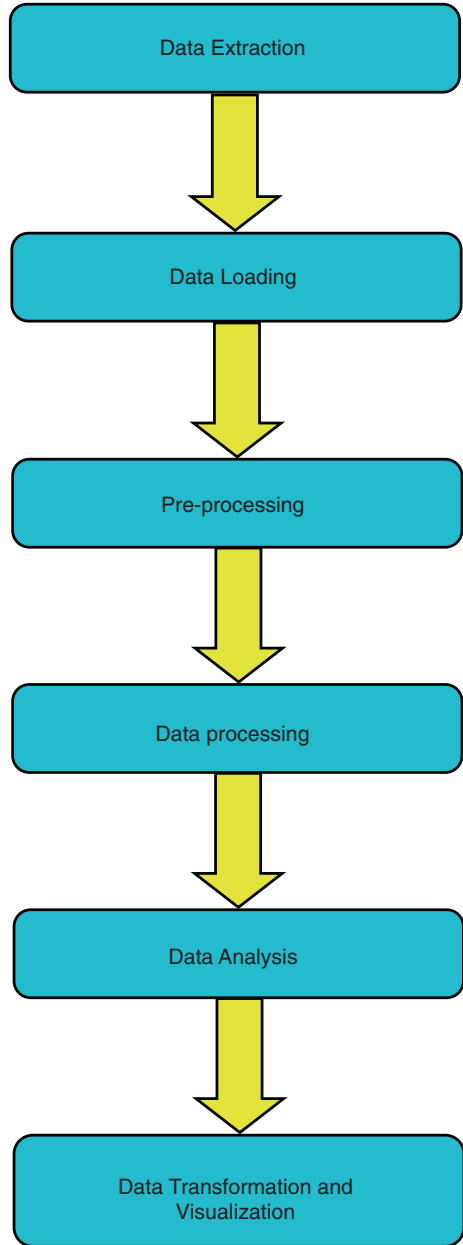 Data Extraction
Data Loading
Pre-processing
Data processing
Data Analysis
Data Transformation and
Visualization